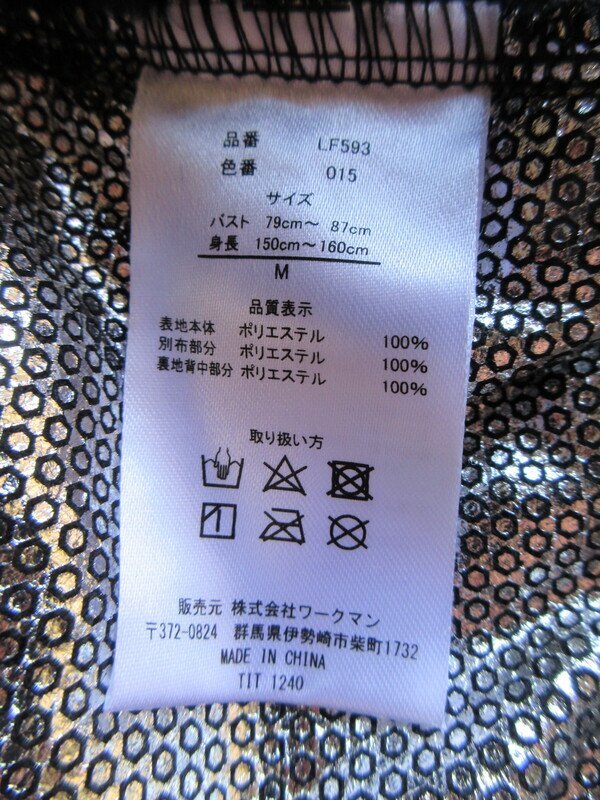 品番 LF593
色番 015
サイズ
バスト 79cm～ 87cm
身長 150cm～160cm
M
品質表示
表地本体 ポリエステル 100%
別布部分 ポリエステル 100%
裏地背中部分 ポリエステル 100%
取り扱い方
販売元 株式会社ワークマン
〒372-0824 群馬県伊勢崎市柴町1732
MADE IN CHINA
TIT 1240